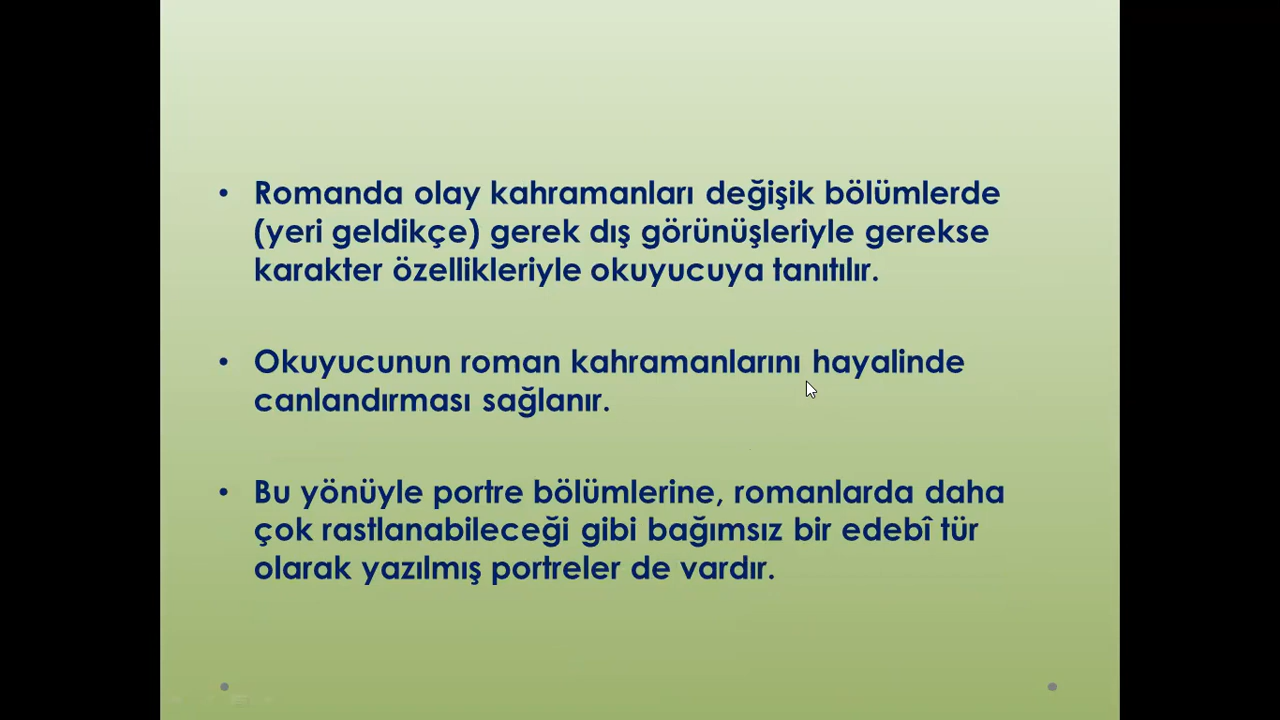 • Romanda olay kahramanları değişik bölümlerde
(yeri geldikçe) gerek dış görünüşleriyle gerekse
karakter özellikleriyle okuyucuya tanıtılır.
• Okuyucunun roman kahramanlarını hayalinde
canlandırması sağlanır.
• Bu yönüyle portre bölümlerine, romanlarda daha
çok rastlanabileceği gibi bağımsız bir edebî tür
olarak yazılmış portreler de vardır.